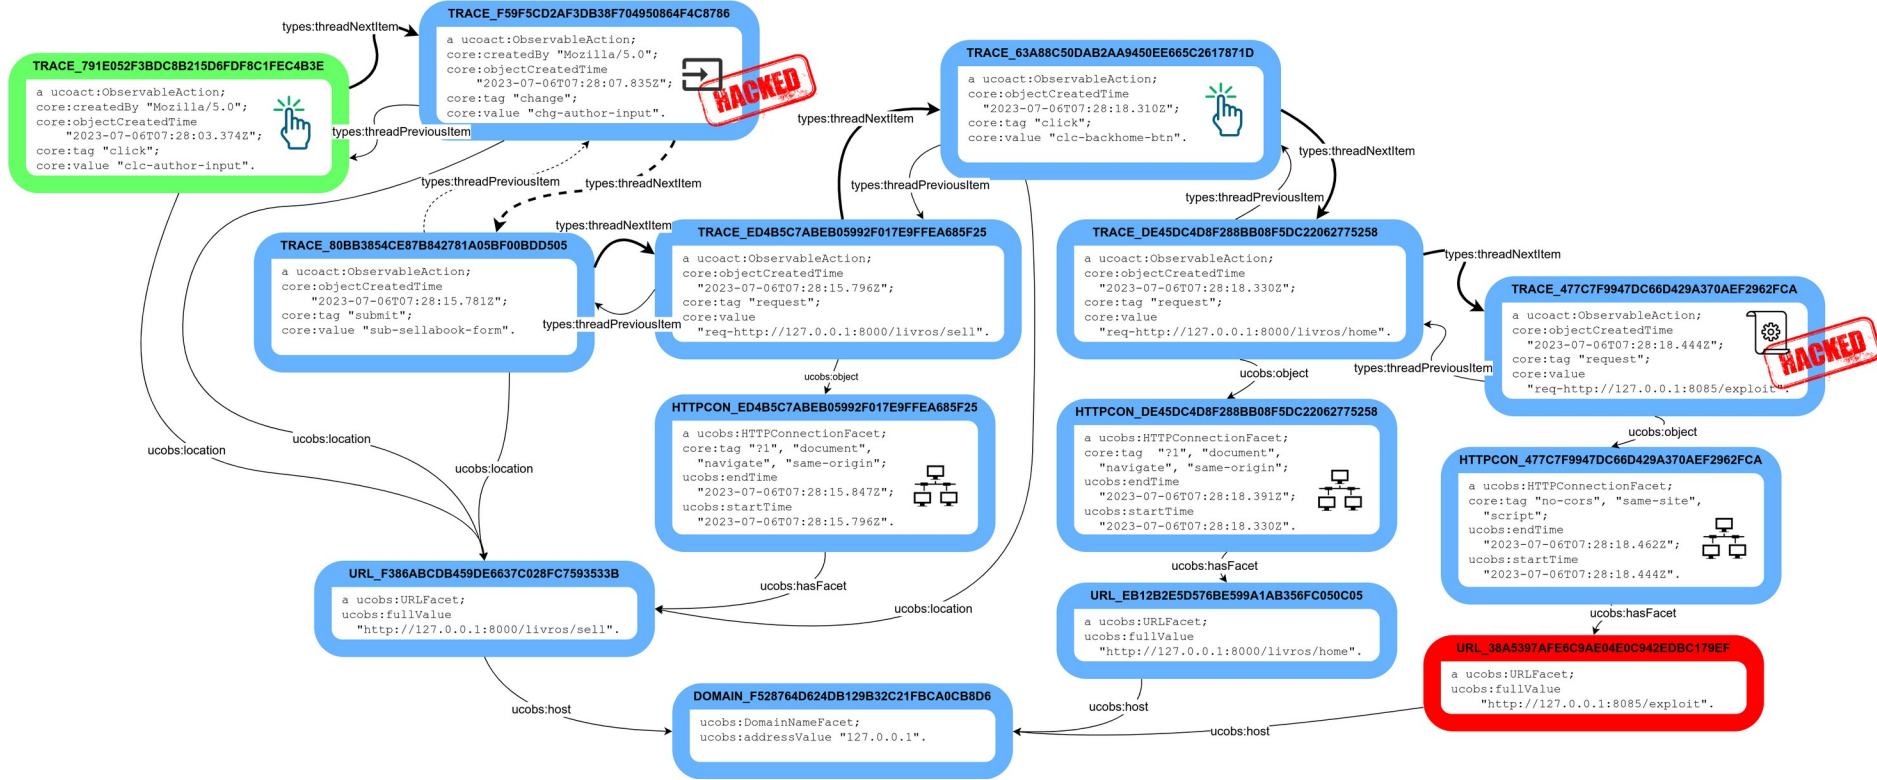 TRACE_F59F5CD2AF3DB38F704950864F4C8786
a ucoact:ObservableAction;
core:createdBy "Mozilla/5.0";
core:objectCreatedTime
"2023-07-06T07:28:07.835Z";
core:tag "change";
core:value "chg-author-input".
HACKED
types:threadNextItem
TRACE_791E052F3BDC8B215D6FDF8C1FEC4B3E
a ucoact:ObservableAction;
core:createdBy "Mozilla/5.0";
core:objectCreatedTime
"2023-07-06T07:28:03.374Z";
core:tag "click";
core:value "clc-author-input".
types:threadPreviousItem
TRACE_63A88C50DAB2AA9450EE665C2617871D
a ucoact:ObservableAction;
core:objectCreatedTime
"2023-07-06T07:28:18.310Z";
core:tag "click";
core:value "clc-backhome-btn".
types:threadNextItem
types:threadNextItem
types:threadPreviousItem
types:threadNextItem
types:threadPreviousItem
types:threadPreviousItem
types:threadNextItem
TRACE_80BB3854CE87B842781A05BF00BDD505
a ucoact:ObservableAction;
core:objectCreatedTime
"2023-07-06T07:28:15.781Z";
core:tag "submit";
core:value "sub-sellabook-form".
types:threadPreviousItem
TRACE_ED4B5C7ABEB05992F017E9FFEA685F25
a ucoact:ObservableAction;
core:objectCreatedTime
"2023-07-06T07:28:15.796Z";
core:tag "request";
core:value
"req-http://127.0.0.1:8000/livros/sell".
TRACE_DE45DC4D8F288BB08F5DC22062775258
a ucoact:ObservableAction;
core:objectCreatedTime
"2023-07-06T07:28:18.330Z";
core:tag "request";
core:value
"req-http://127.0.0.1:8000/livros/home".
types:threadNextItem
types:threadPreviousItem
TRACE_477C7F9947DC66D429A370AEF2962FCA
a ucoact:ObservableAction;
core:objectCreatedTime
"2023-07-06T07:28:18.444Z";
core:tag "request";
core:value
"req-http://127.0.0.1:8085/exploit".
HACKED
ucobs:object
ucobs:object
ucobs:object
HTTPCON_ED4B5C7ABEB05992F017E9FFEA685F25
a ucobs:HTTPConnectionFacet;
core:tag "?1", "document",
"navigate", "same-origin";
ucobs:endTime
"2023-07-06T07:28:15.847Z";
ucobs:startTime
"2023-07-06T07:28:15.796Z".
HTTPCON_DE45DC4D8F288BB08F5DC22062775258
a ucobs:HTTPConnectionFacet;
core:tag "?1", "document",
"navigate", "same-origin";
ucobs:endTime
"2023-07-06T07:28:18.391Z";
ucobs:startTime
"2023-07-06T07:28:18.330Z".
HTTPCON_477C7F9947DC66D429A370AEF2962FCA
a ucobs:HTTPConnectionFacet;
core:tag "no-cors", "same-site",
"script";
ucobs:endTime
"2023-07-06T07:28:18.462Z";
ucobs:startTime
"2023-07-06T07:28:18.444Z".
ucobs:location
ucobs:location
ucobs:location
ucobs:hasFacet
ucobs:location
ucobs:hasFacet
ucobs:hasFacet
URL_F386ABCDB459DE6637C028FC7593533B
a ucobs:URLFacet;
ucobs:fullValue
"http://127.0.0.1:8000/livros/sell".
URL_EB12B2E5D576BE599A1AB356FC050C05
a ucobs:URLFacet;
ucobs:fullValue
"http://127.0.0.1:8000/livros/home".
URL_38A5397AFE6C9AE04E0C942EDBC179EF
a ucobs:URLFacet;
ucobs:fullValue
"http://127.0.0.1:8085/exploit".
ucobs:host
ucobs:host
ucobs:host
DOMAIN_F528764D624DB129B32C21FBCA0CB8D6
ucobs:DomainNameFacet;
ucobs:addressValue "127.0.0.1".